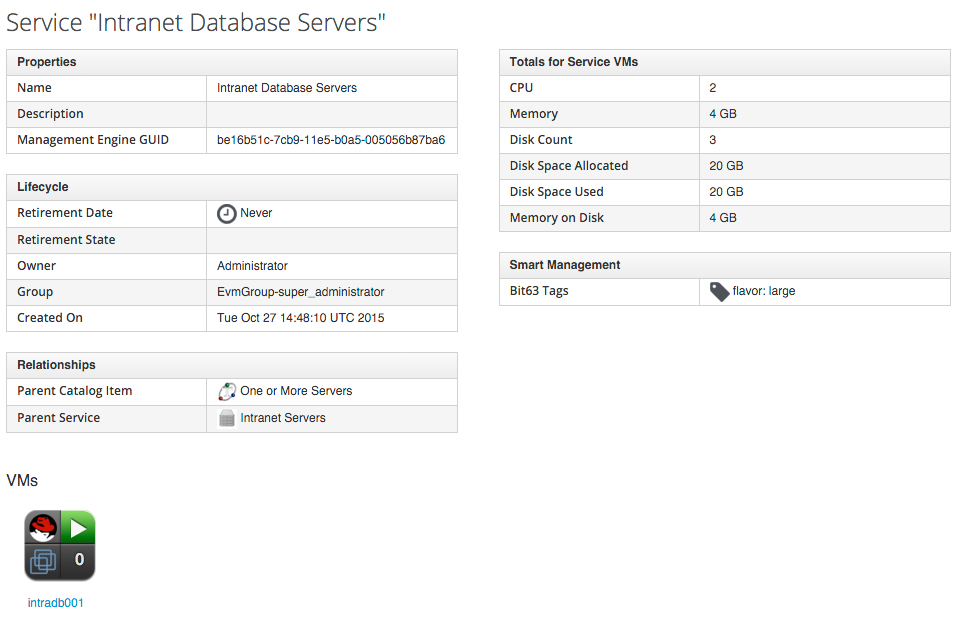 Service "Intranet Database Servers"
Properties
Name Intranet Database Servers
Description
Management Engine GUID be16b51c-7cb9-11e5-b0a5-005056b87ba6
Lifecycle
Retirement Date Never
Retirement State
Owner Administrator
Group EvmGroup-super_administrator
Created On Tue Oct 27 14:48:10 UTC 2015
Relationships
Parent Catalog Item One or More Servers
Parent Service Intranet Servers
Totals for Service VMs
CPU 2
Memory 4 GB
Disk Count 3
Disk Space Allocated 20 GB
Disk Space Used 20 GB
Memory on Disk 4 GB
Smart Management
Bit63 Tags flavor: large
VMs
0
intradb001